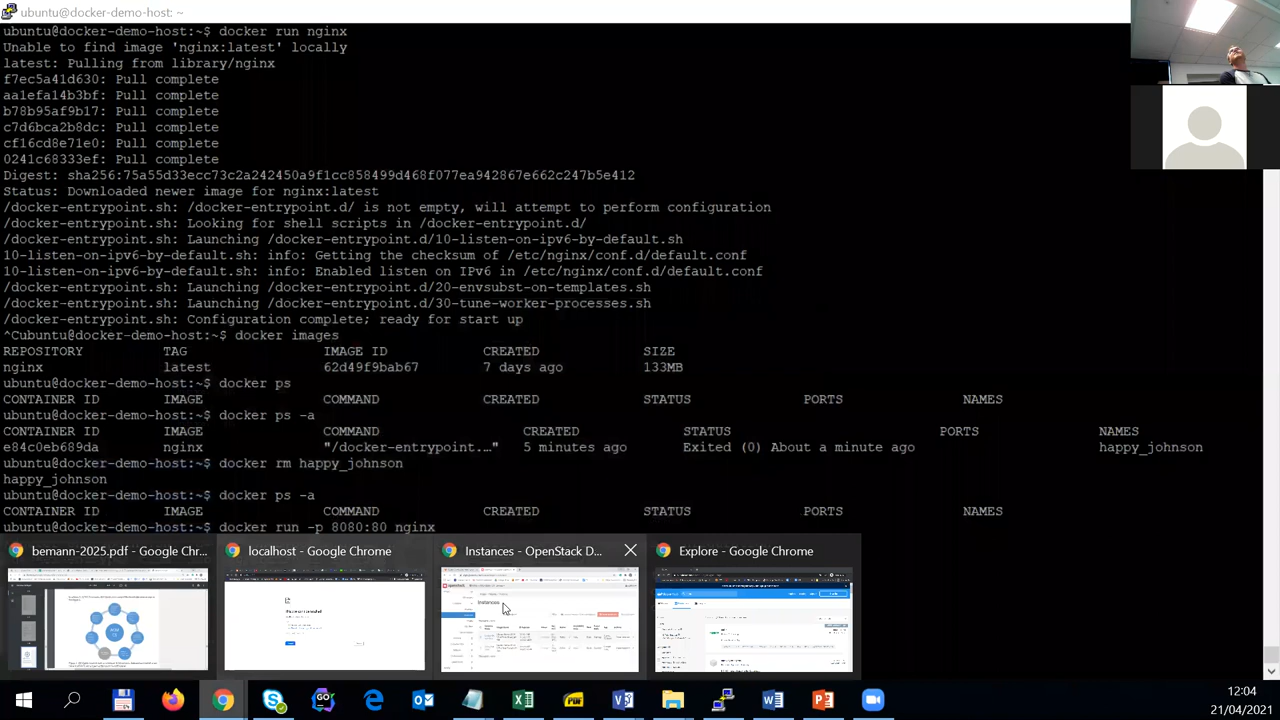 ubuntu@docker-demo-host: ~
ubuntu@docker-demo-host:~$ docker run nginx
Unable to find image 'nginx:latest' locally
latest: Pulling from library/nginx
f7ec5a41d630: Pull complete
aa1efa14b3bf: Pull complete
b78b95af9b17: Pull complete
c7d6bca2b8dc: Pull complete
cf16cd8e71e0: Pull complete
0241c68333ef: Pull complete
Digest: sha256:75a55d33ecc73c2a242450a9f1cc858499d468f077ea942867e662c247b5e412
Status: Downloaded newer image for nginx:latest
/docker-entrypoint.sh: /docker-entrypoint.d/ is not empty, will attempt to perform configuration
/docker-entrypoint.sh: Looking for shell scripts in /docker-entrypoint.d/
/docker-entrypoint.sh: Launching /docker-entrypoint.d/10-listen-on-ipv6-by-default.sh
10-listen-on-ipv6-by-default.sh: info: Getting the checksum of /etc/nginx/conf.d/default.conf
10-listen-on-ipv6-by-default.sh: info: Enabled listen on IPv6 in /etc/nginx/conf.d/default.conf
/docker-entrypoint.sh: Launching /docker-entrypoint.d/20-envsubst-on-templates.sh
/docker-entrypoint.sh: Launching /docker-entrypoint.d/30-tune-worker-processes.sh
/docker-entrypoint.sh: Configuration complete; ready for start up
^Cubuntu@docker-demo-host:~$ docker images
REPOSITORY TAG IMAGE ID CREATED SIZE
nginx latest 62d49f9bab67 7 days ago 133MB
ubuntu@docker-demo-host:~$ docker ps
CONTAINER ID IMAGE COMMAND CREATED STATUS PORTS NAMES
ubuntu@docker-demo-host:~$ docker ps -a
CONTAINER ID IMAGE COMMAND CREATED STATUS PORTS NAMES
e84c0eb689da nginx "/docker-entrypoint.…" 5 minutes ago Exited (0) About a minute ago happy_johnson
ubuntu@docker-demo-host:~$ docker rm happy_johnson
happy_johnson
ubuntu@docker-demo-host:~$ docker ps -a
CONTAINER ID IMAGE COMMAND CREATED STATUS PORTS NAMES
ubuntu@docker-demo-host:~$ docker run -p 8080:80 nginx
bemann-2025.pdf - Google Chr... localhost - Google Chrome Instances - OpenStack D... Explore - Google Chrome
Instances
12:04
21/04/2021